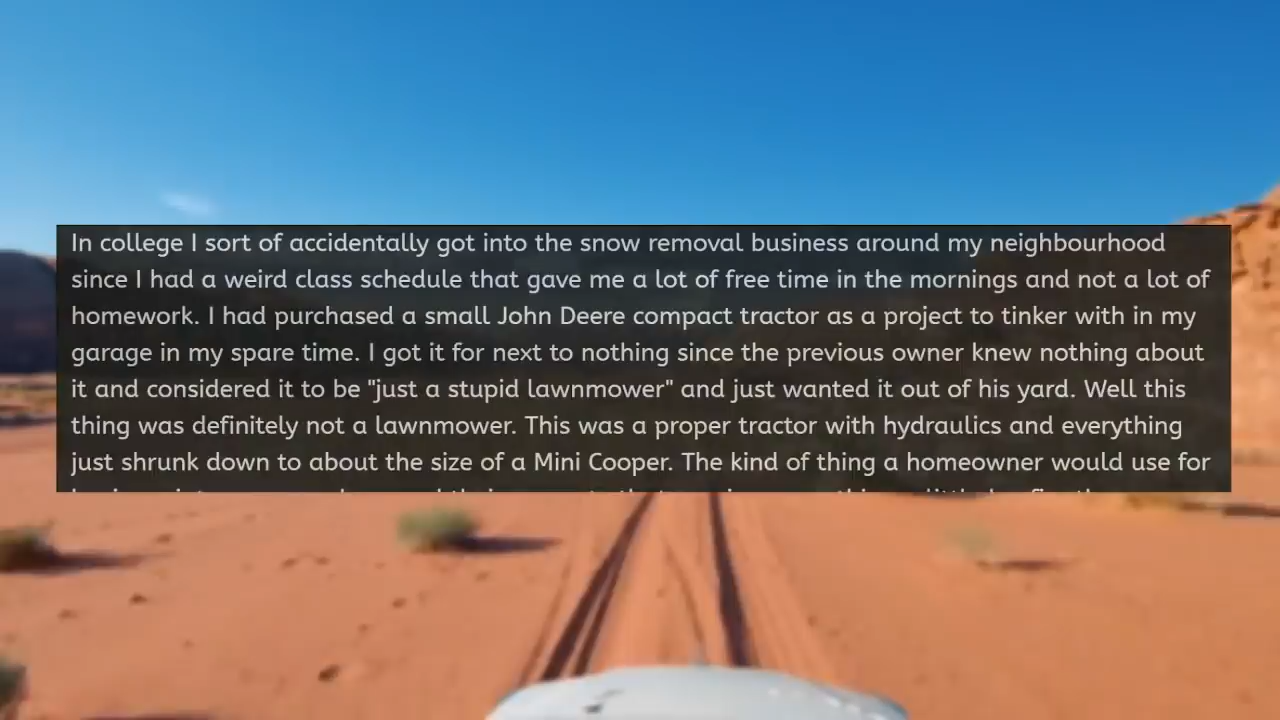 In college I sort of accidentally got into the snow removal business around my neighbourhood
since I had a weird class schedule that gave me a lot of free time in the mornings and not a lot of
homework. I had purchased a small John Deere compact tractor as a project to tinker with in my
garage in my spare time. I got it for next to nothing since the previous owner knew nothing about
it and considered it to be "just a stupid lawnmower" and just wanted it out of his yard. Well this
thing was definitely not a lawnmower. This was a proper tractor with hydraulics and everything
just shrunk down to about the size of a Mini Cooper. The kind of thing a homeowner would use for